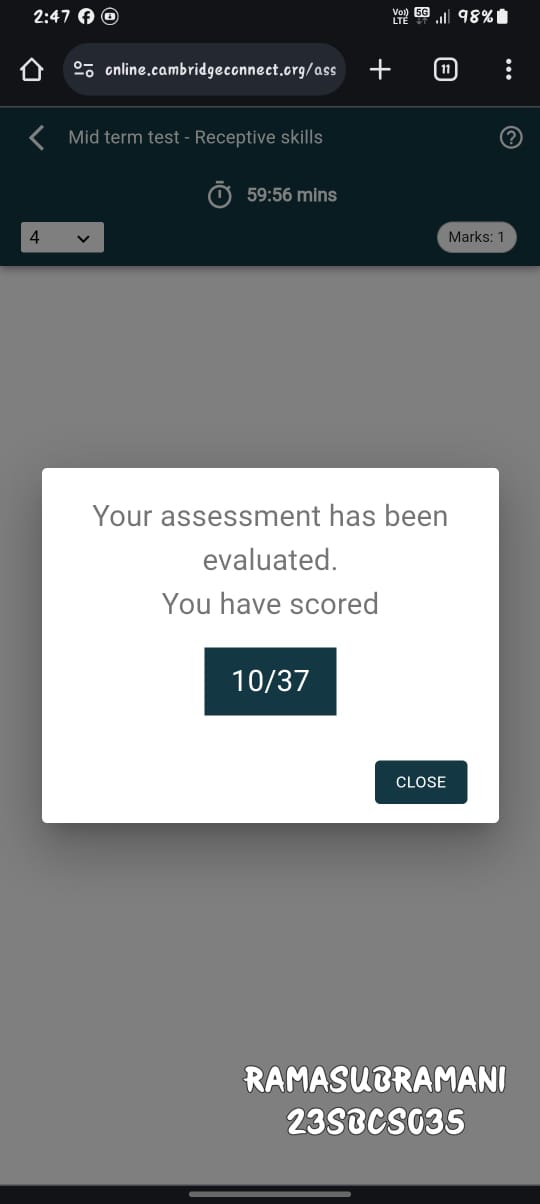 2:47
Vo)) LTE 5G 98%
online.cambridgeconnect.org/ass
11
Mid term test - Receptive skills
59:56 mins
4
Marks: 1
Your assessment has been
evaluated.
You have scored
10/37
CLOSE
RAMASUBRAMANI
23SBCS035